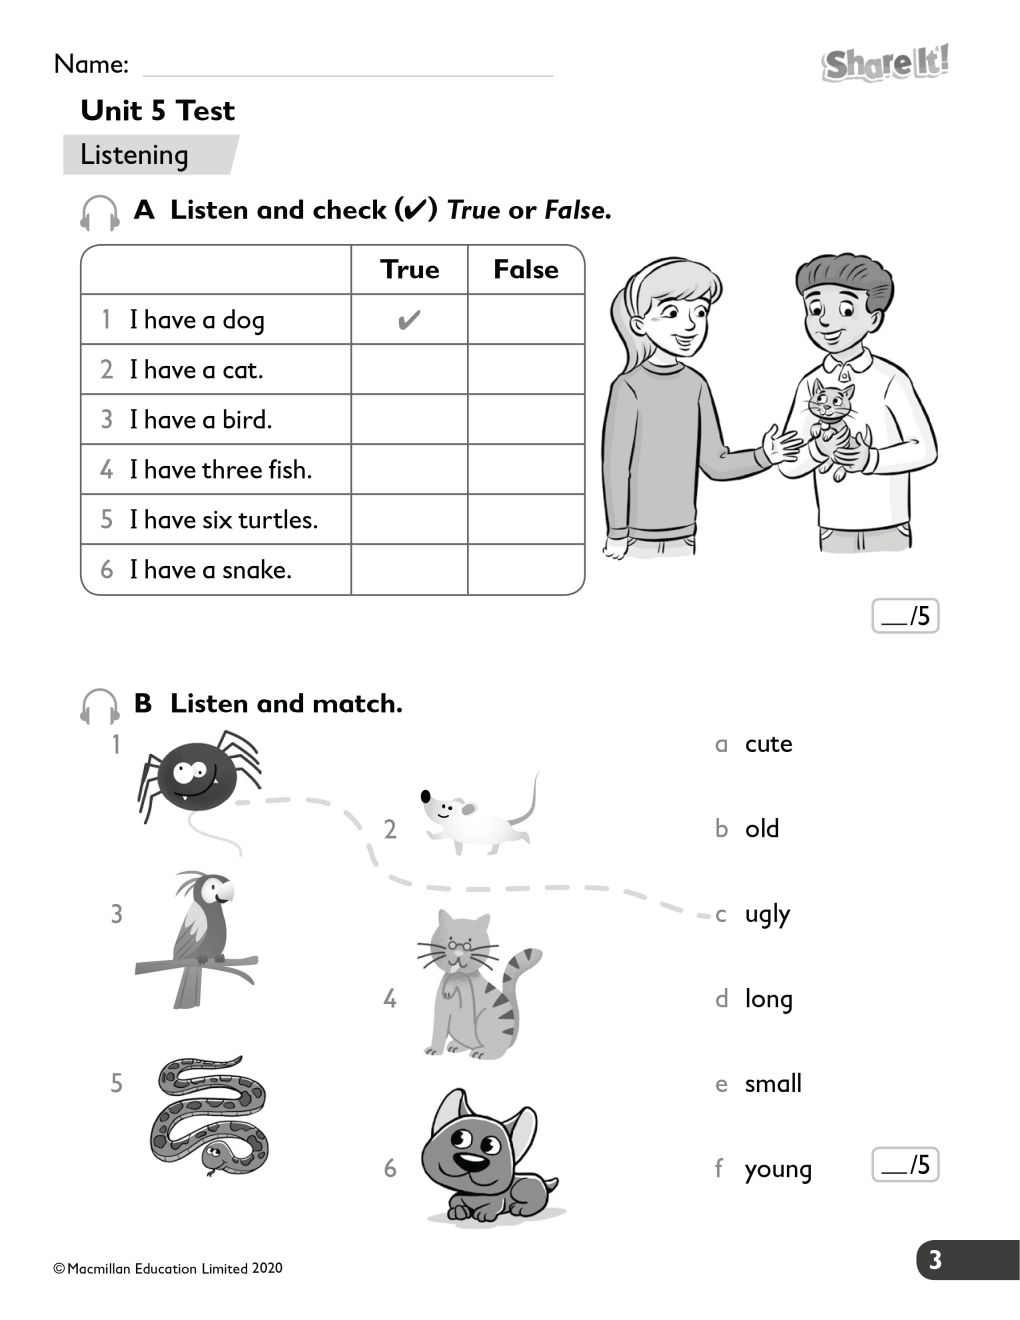 Name:
Share It!
Unit 5 Test
Listening
A Listen and check (✔) True or False.
True False
1 I have a dog ✔
2 I have a cat.
3 I have a bird.
4 I have three fish.
5 I have six turtles.
6 I have a snake.
__/5
B Listen and match.
1 a cute
2 b old
3 c ugly
4 d long
5 e small
6 f young __/5
© Macmillan Education Limited 2020
3